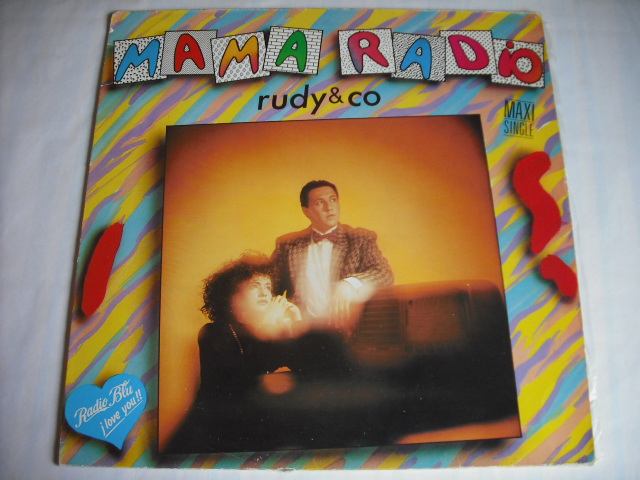 MAMA RADiO
rudy&co
MAXI
SINGLE
Radio Blu
i love you!!